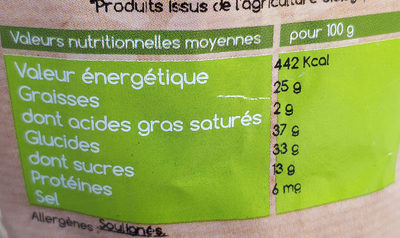 *Produits issus de l'agriculture
Valeurs nutritionnelles moyennes pour 100 g
Valeur énergétique 442 Kcal
Graisses 25 g
dont acides gras saturés 2 g
Glucides 37 g
dont sucres 33 g
Protéines 13 g
Sel 6 mg
Allergènes : Soulignés.